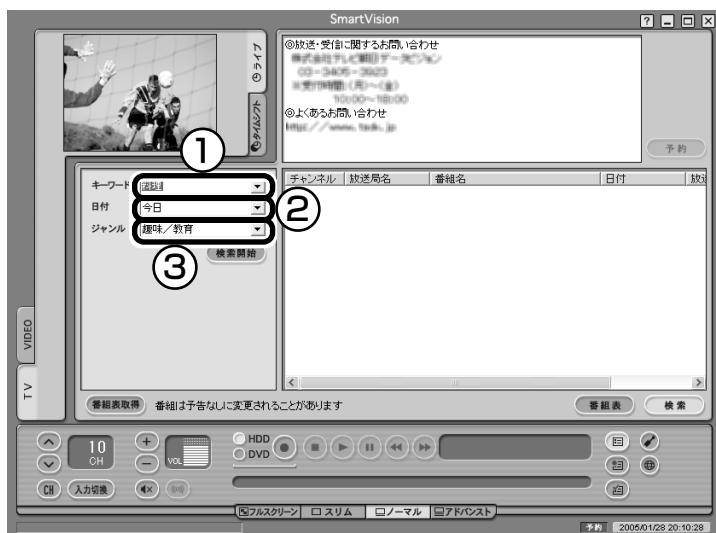 SmartVision
ライブ
タイムシフト
◎放送・受信に関するお問い合わせ
◎よくあるお問い合わせ
予約
①
キーワード
日付 今日
②
ジャンル 趣味/教育
③
検索開始
チャンネル 放送局名 番組名 日付
VIDEO
TV
番組表取得 番組は予告なしに変更されることがあります
番組表 検索
10
CH
+
−
VOL
HDD
DVD
CH 入力切換
フルスクリーン スリム ノーマル アドバンスト
予約 2005/01/28 20:10:28